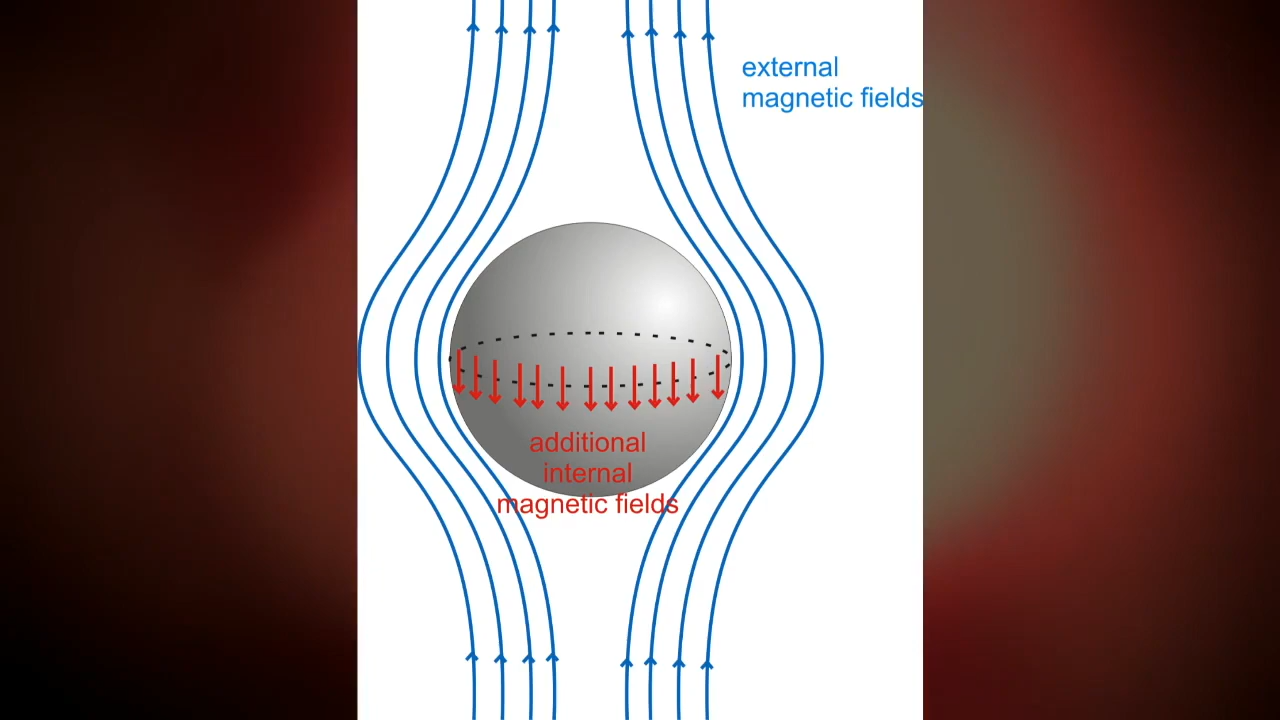 external
magnetic fields
additional
internal
magnetic fields